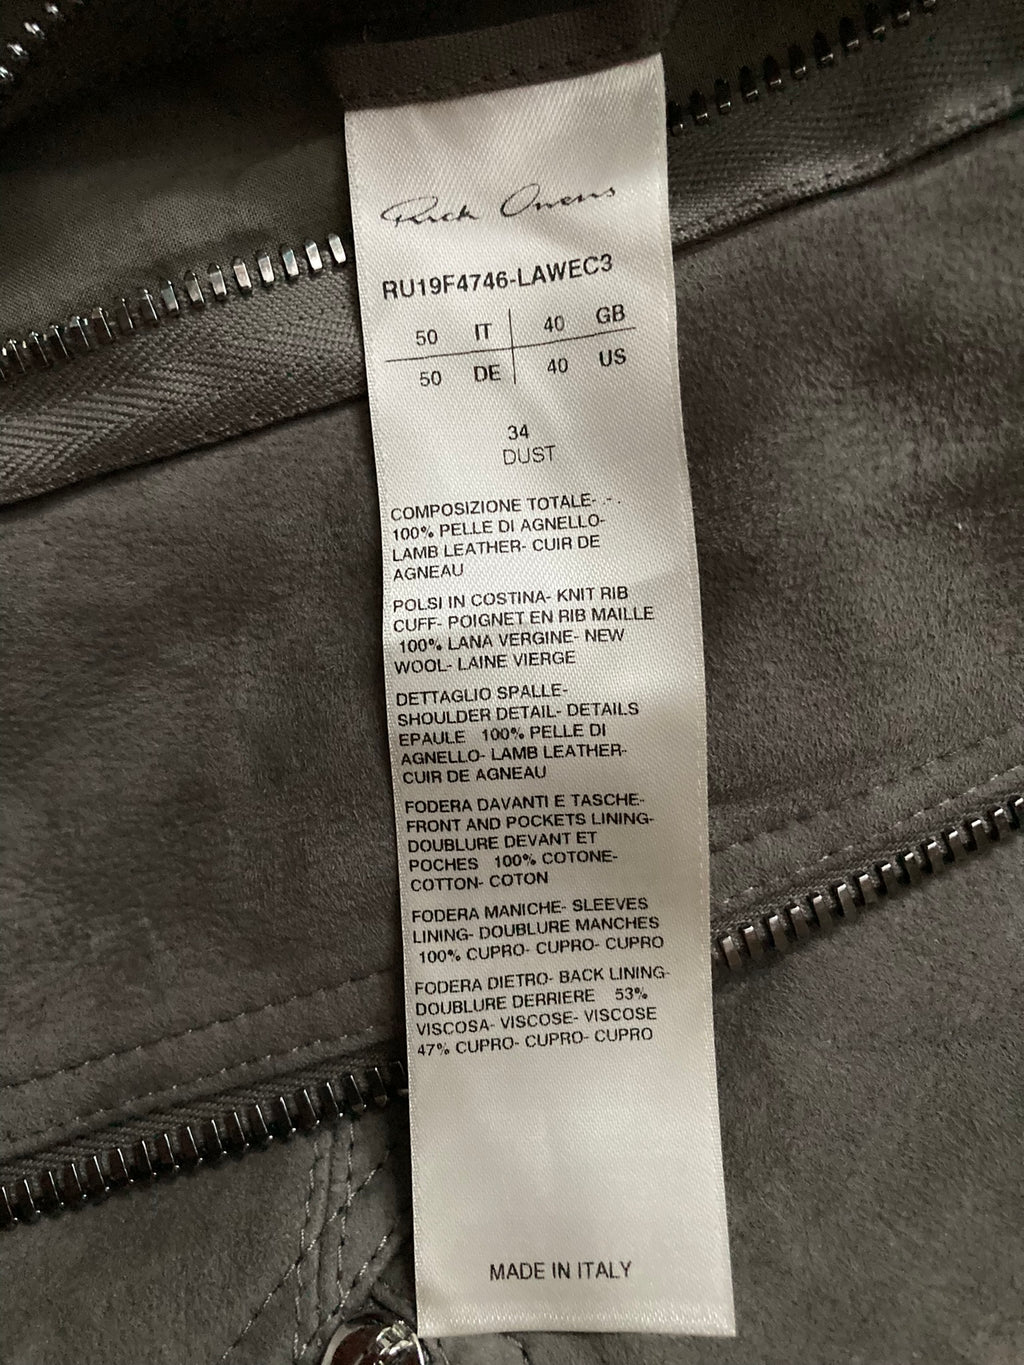 Rick Owens
RU19F4746-LAWEC3
50 IT 40 GB
50 DE 40 US
34
DUST
COMPOSIZIONE TOTALE- .- .
100% PELLE DI AGNELLO-
LAMB LEATHER- CUIR DE
AGNEAU
POLSI IN COSTINA- KNIT RIB
CUFF- POIGNET EN RIB MAILLE
100% LANA VERGINE- NEW
WOOL- LAINE VIERGE
DETTAGLIO SPALLE-
SHOULDER DETAIL- DETAILS
EPAULE 100% PELLE DI
AGNELLO- LAMB LEATHER-
CUIR DE AGNEAU
FODERA DAVANTI E TASCHE-
FRONT AND POCKETS LINING-
DOUBLURE DEVANT ET
POCHES 100% COTONE-
COTTON- COTON
FODERA MANICHE- SLEEVES
LINING- DOUBLURE MANCHES
100% CUPRO- CUPRO- CUPRO
FODERA DIETRO- BACK LINING-
DOUBLURE DERRIERE 53%
VISCOSA- VISCOSE- VISCOSE
47% CUPRO- CUPRO- CUPRO
MADE IN ITALY